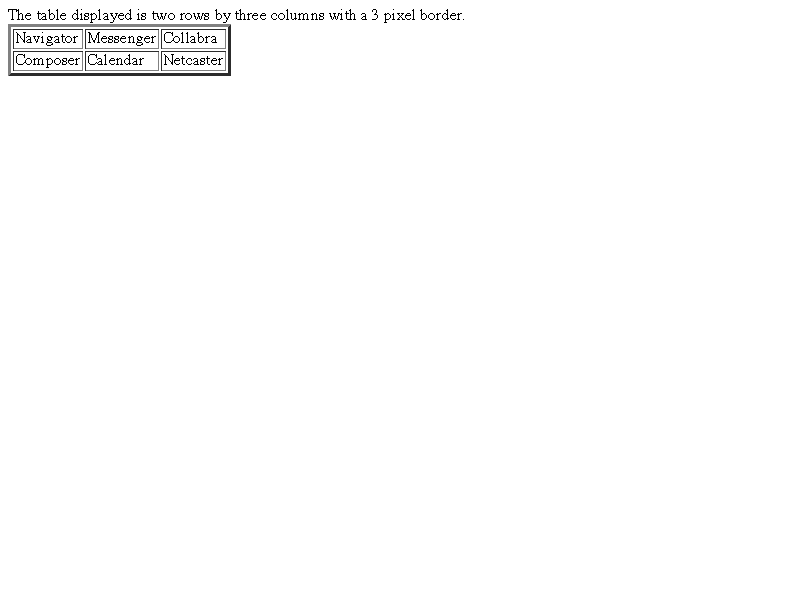 The table displayed is two rows by three columns with a 3 pixel border.
Navigator Messenger Collabra
Composer Calendar Netcaster